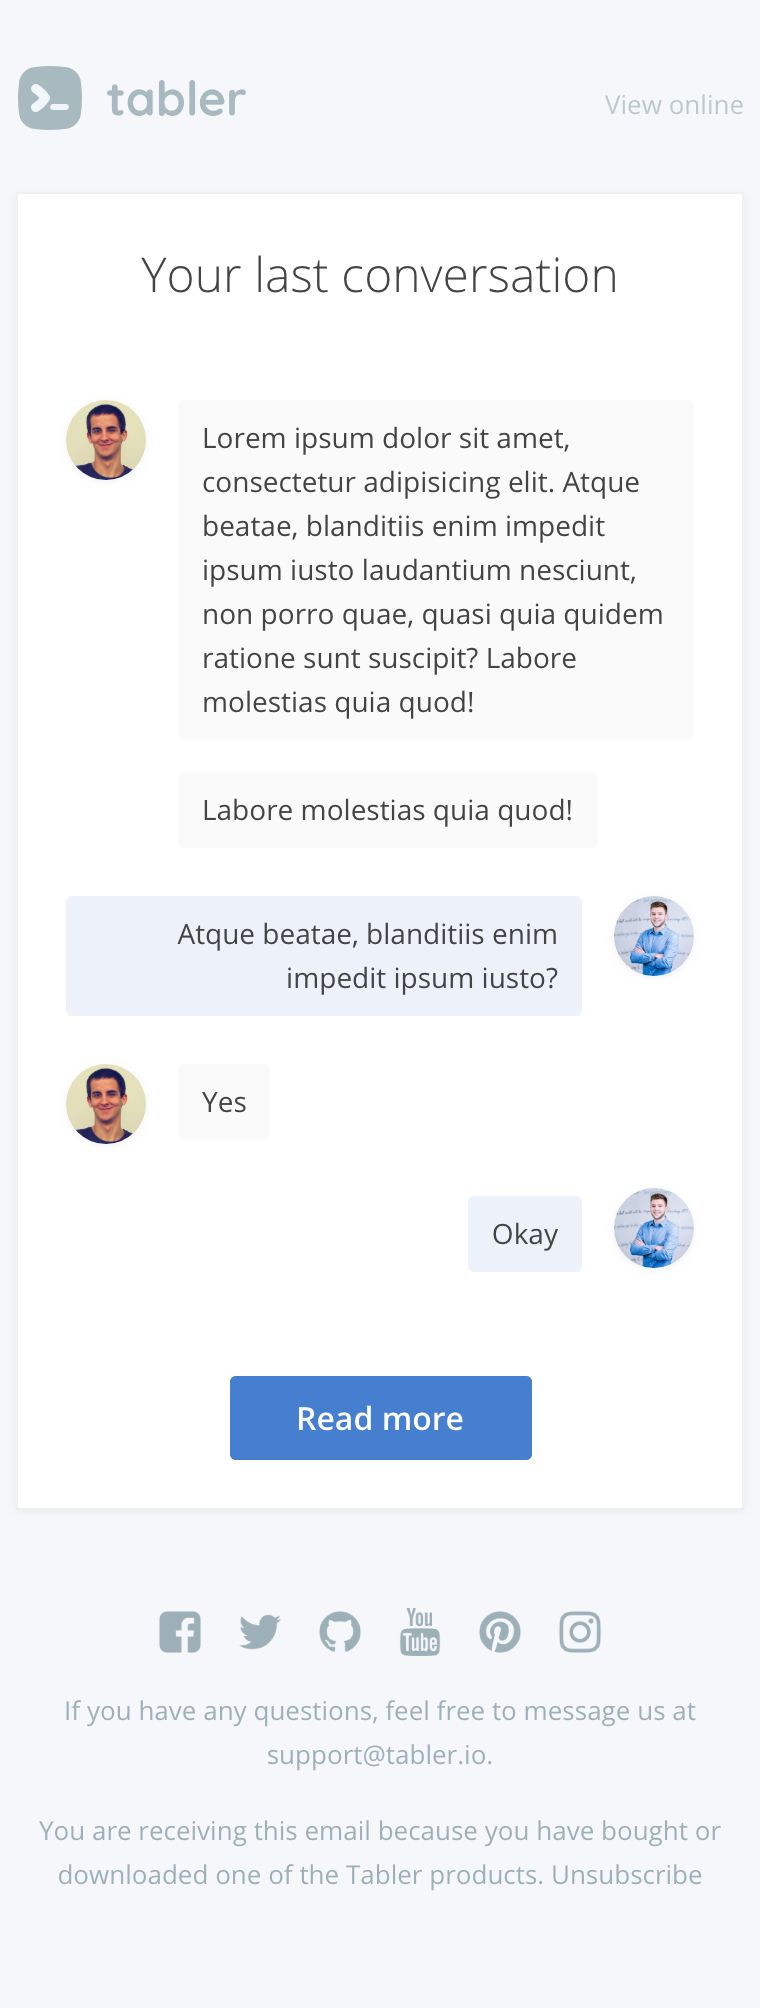 tabler
View online
Your last conversation
Lorem ipsum dolor sit amet,
consectetur adipisicing elit. Atque
beatae, blanditiis enim impedit
ipsum iusto laudantium nesciunt,
non porro quae, quasi quia quidem
ratione sunt suscipit? Labore
molestias quia quod!
Labore molestias quia quod!
Atque beatae, blanditiis enim
impedit ipsum iusto?
Yes
Okay
Read more
You
Tube
If you have any questions, feel free to message us at
support@tabler.io.
You are receiving this email because you have bought or
downloaded one of the Tabler products. Unsubscribe